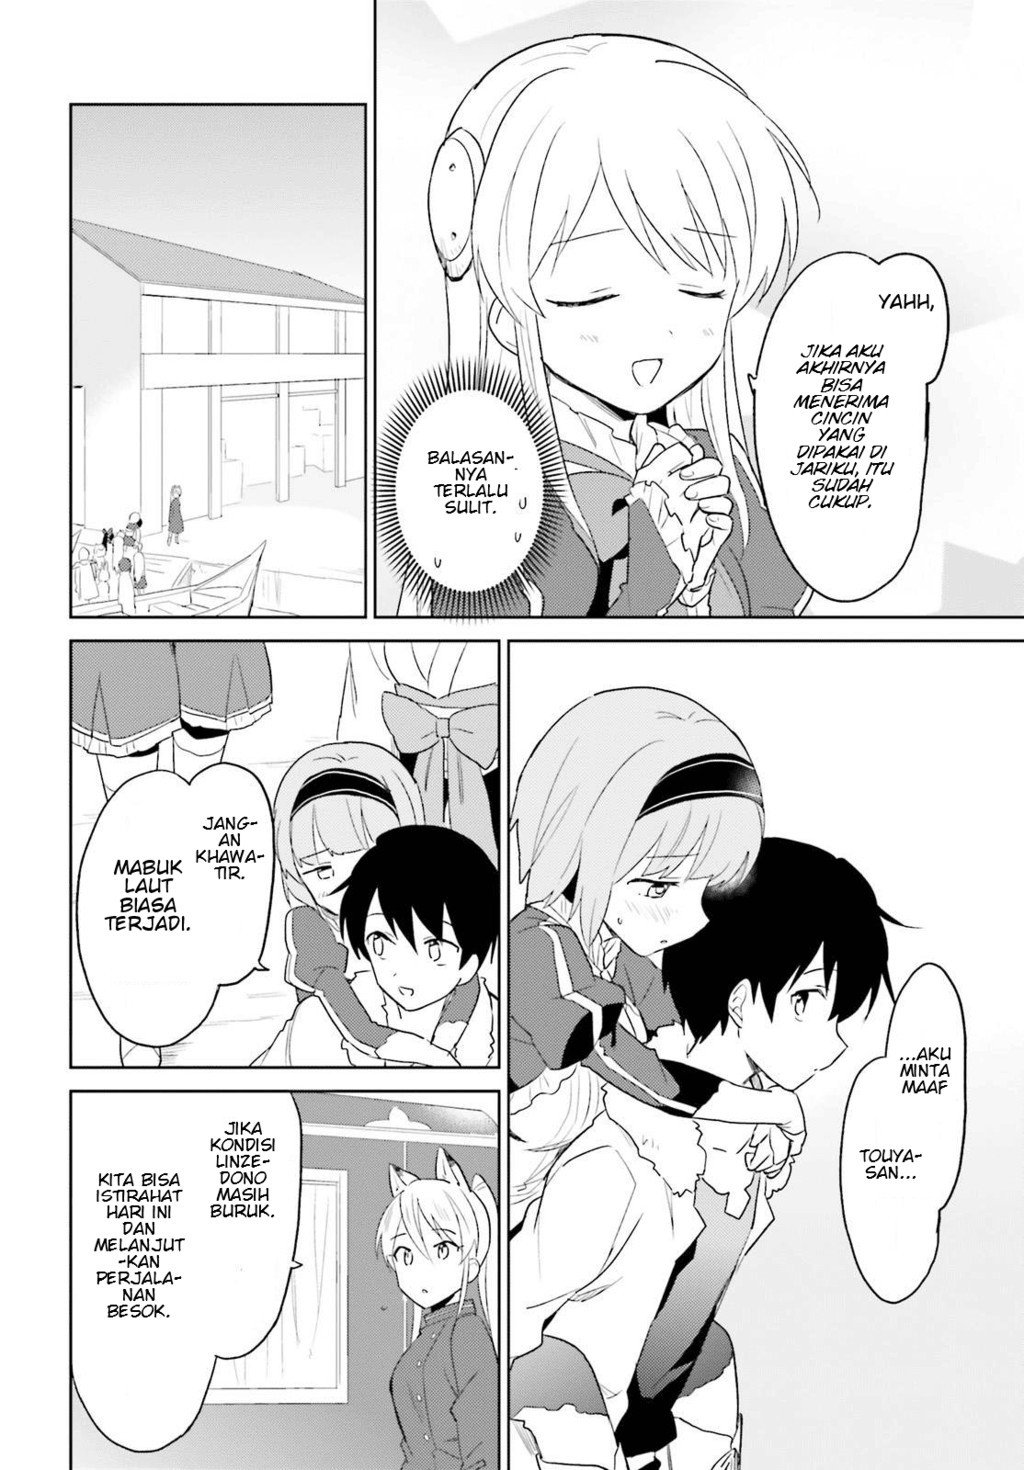 YAHH,
JIKA AKU
AKHIRNYA
BISA
MENERIMA
CINCIN
YANG
DIPAKAI DI
JARIKU, ITU
SUDAH
CUKUP.
BALASAN-
NYA
TERLALU
SULIT.
...AKU
MINTA
MAAF
TOUYA-
SAN...
JANG-
AN
KHAWA-
TIR.
MABUK
LAUT
BIASA
TERJADI.
JIKA
KONDISI
LINZE-
DONO
MASIH
BURUK.
KITA BISA
ISTIRAHAT
HARI INI
DAN
MELANJUT
-KAN
PERJALA-
NAN
BESOK.